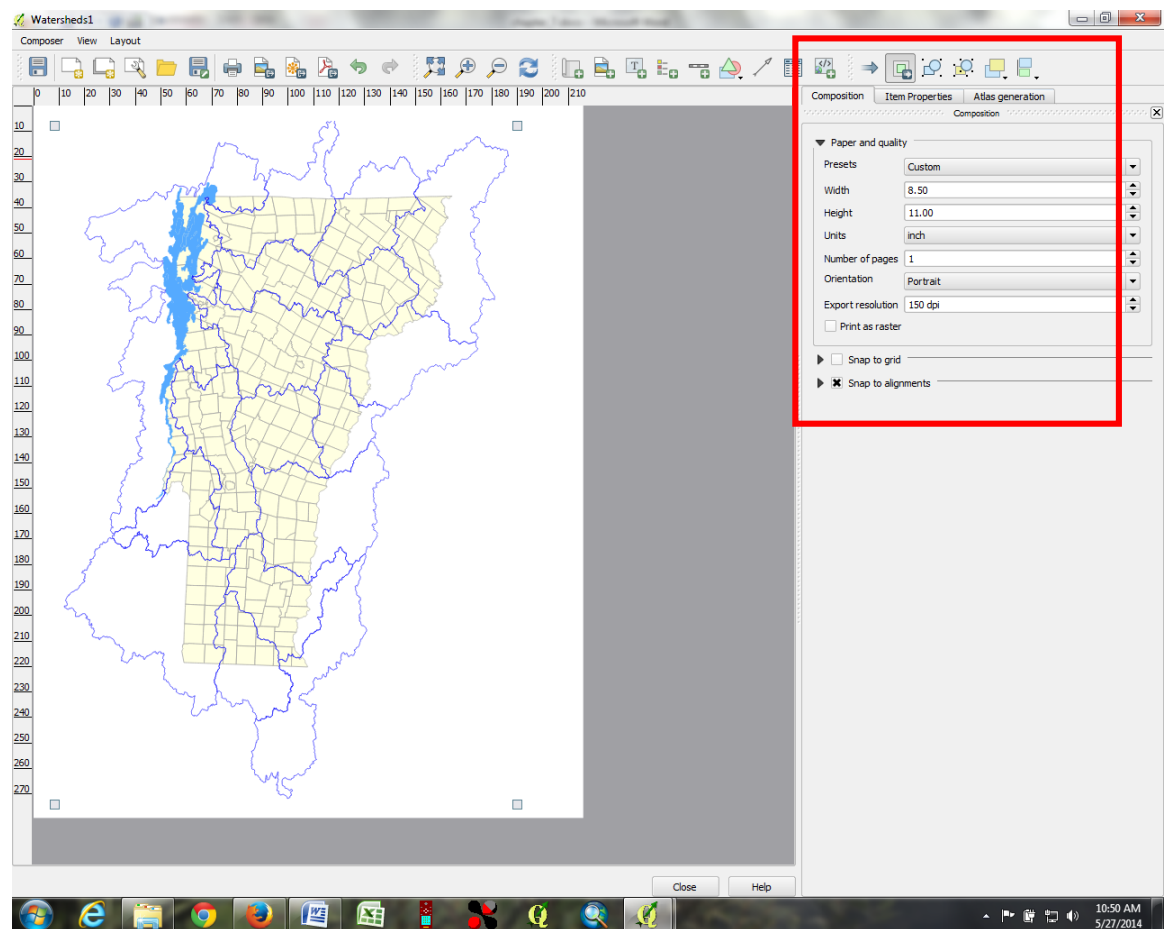 Watersheds1
Composer View Layout
0 10 20 30 40 50 60 70 80 90 100 110 120 130 140 150 160 170 180 190 200 210
10
20
30
40
50
60
70
80
90
100
110
120
130
140
150
160
170
180
190
200
210
220
230
240
250
260
270
Composition Item Properties Atlas generation
Composition
Paper and quality
Presets Custom
Width 8.50
Height 11.00
Units inch
Number of pages 1
Orientation Portrait
Export resolution 150 dpi
Print as raster
Snap to grid
Snap to alignments
Close Help
10:50 AM
5/27/2014